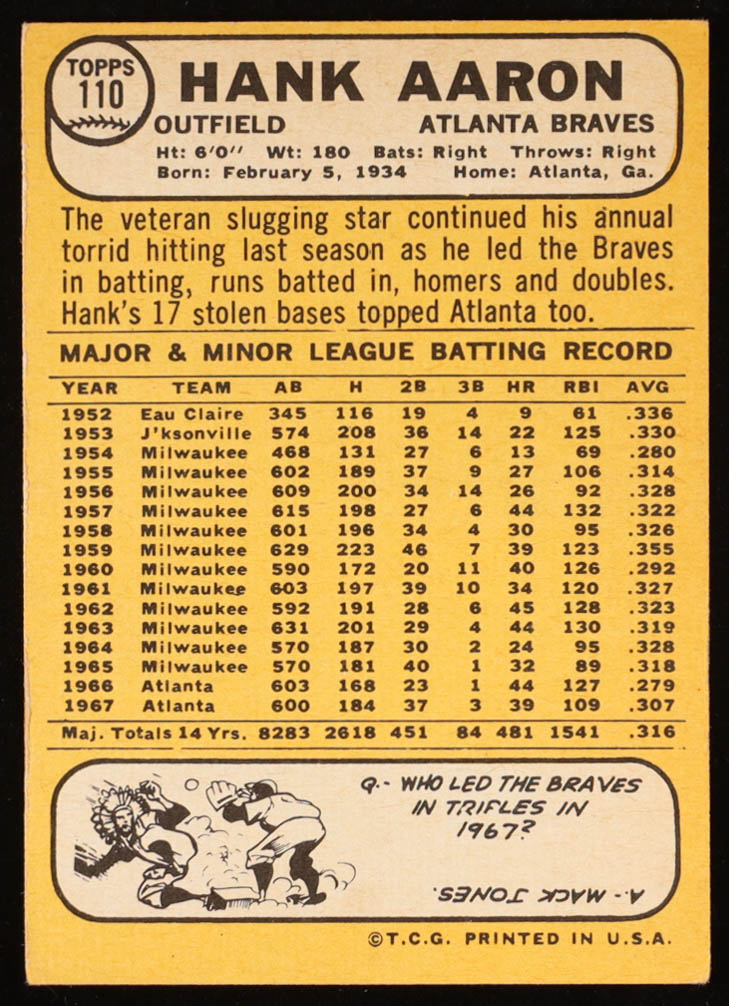 TOPPS
110
HANK AARON
OUTFIELD ATLANTA BRAVES
Ht: 6'0" Wt: 180 Bats: Right Throws: Right
Born: February 5, 1934 Home: Atlanta, Ga.
The veteran slugging star continued his annual
torrid hitting last season as he led the Braves
in batting, runs batted in, homers and doubles.
Hank's 17 stolen bases topped Atlanta too.
MAJOR & MINOR LEAGUE BATTING RECORD
YEAR TEAM AB H 2B 3B HR RBI AVG
1952 Eau Claire 345 116 19 4 9 61 .336
1953 J'ksonville 574 208 36 14 22 125 .330
1954 Milwaukee 468 131 27 6 13 69 .280
1955 Milwaukee 602 189 37 9 27 106 .314
1956 Milwaukee 609 200 34 14 26 92 .328
1957 Milwaukee 615 198 27 6 44 132 .322
1958 Milwaukee 601 196 34 4 30 95 .326
1959 Milwaukee 629 223 46 7 39 123 .355
1960 Milwaukee 590 172 20 11 40 126 .292
1961 Milwaukee 603 197 39 10 34 120 .327
1962 Milwaukee 592 191 28 6 45 128 .323
1963 Milwaukee 631 201 29 4 44 130 .319
1964 Milwaukee 570 187 30 2 24 95 .328
1965 Milwaukee 570 181 40 1 32 89 .318
1966 Atlanta 603 168 23 1 44 127 .279
1967 Atlanta 600 184 37 3 39 109 .307
Maj. Totals 14 Yrs. 8283 2618 451 84 481 1541 .316
Q.- WHO LED THE BRAVES
IN TRIPLES IN
1967?
A.- MACK JONES.
©T.C.G. PRINTED IN U.S.A.